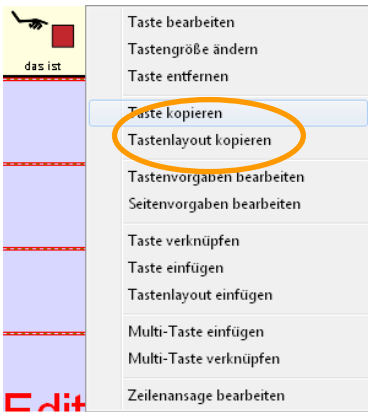 Taste bearbeiten
Tastengröße ändern
das ist
Taste entfernen
Taste kopieren
Tastenlayout kopieren
Tastenvorgaben bearbeiten
Seitenvorgaben bearbeiten
Taste verknüpfen
Taste einfügen
Tastenlayout einfügen
Multi-Taste einfügen
Multi-Taste verknüpfen
Zeilenansage bearbeiten
Edit